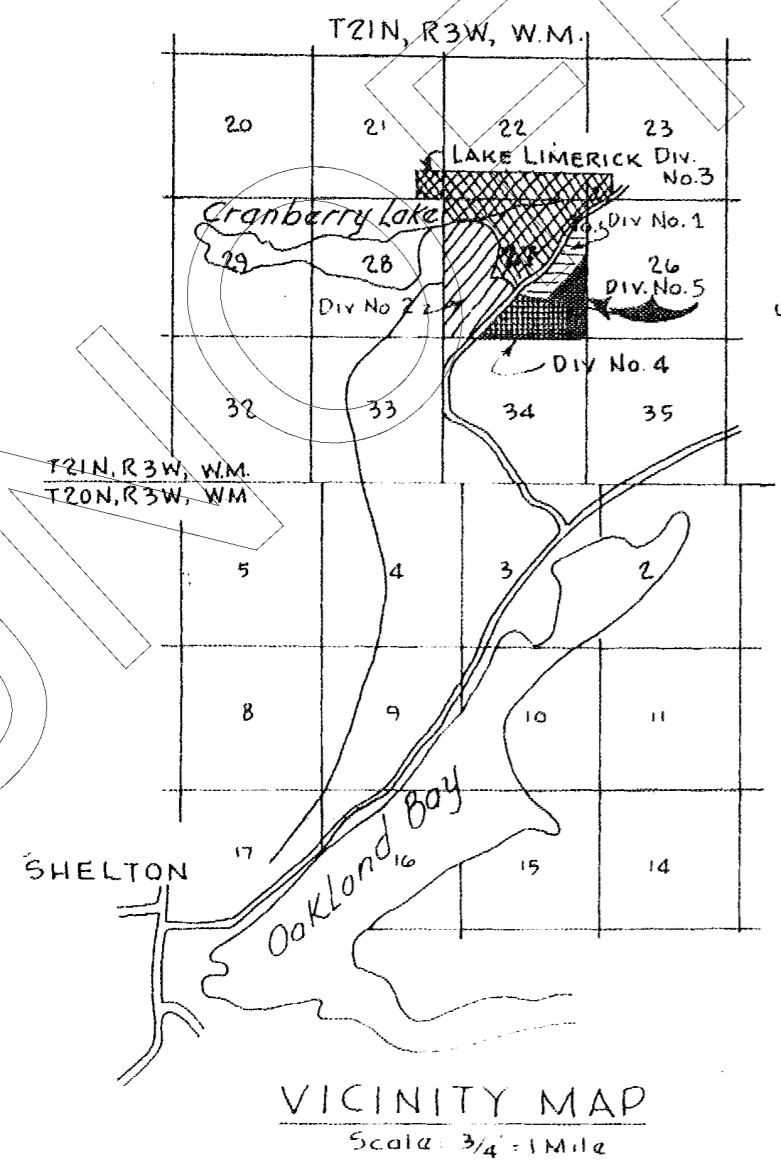 T21N, R3W, W.M.
20 21 22 23
LAKE LIMERICK DIV.
No. 3
Cranberry Lake
Div No. 1
29 28 27 26
DIV. No. 5
Div No 2
DIV No. 4
32 33 34 35
T21N, R3W, W.M.
T20N, R3W, WM
5 4 3 2
8 9 10 11
Oakland Bay
17 16 15 14
SHELTON
VICINITY MAP
Scale 3/4" = 1 Mile